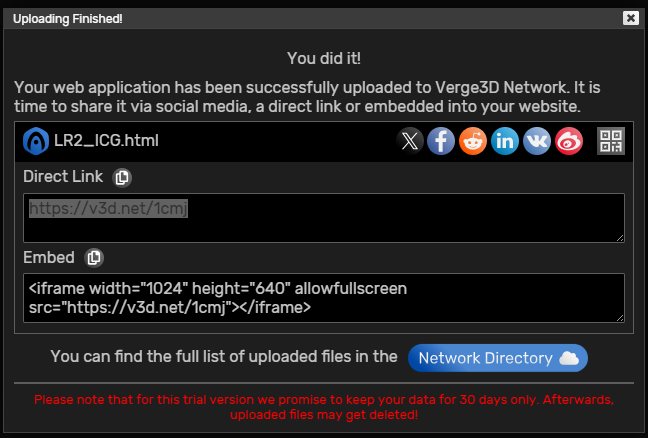 Uploading Finished!
You did it!
Your web application has been successfully uploaded to Verge3D Network. It is
time to share it via social media, a direct link or embedded into your website.
LR2_ICG.html
Direct Link
https://v3d.net/1cmj
Embed
<iframe width="1024" height="640" allowfullscreen
src="https://v3d.net/1cmj"></iframe>
You can find the full list of uploaded files in the Network Directory
Please note that for this trial version we promise to keep your data for 30 days only. Afterwards,
uploaded files may get deleted!